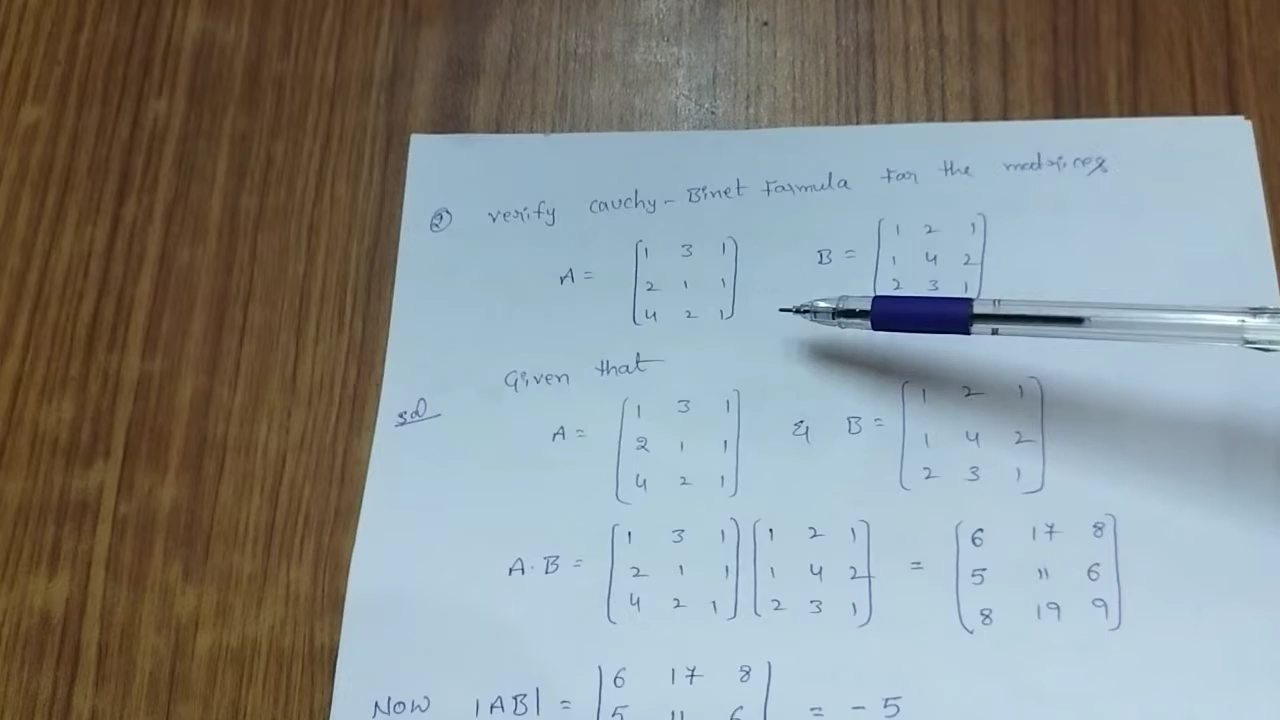 ② verify cauchy-Binet Formula For the matrices
A = [1 3 1; 2 1 1; 4 2 1] B = [1 2 1; 1 4 2; 2 3 1]
Given that
sol
A = [1 3 1; 2 1 1; 4 2 1] & B = [1 2 1; 1 4 2; 2 3 1]
A.B = [1 3 1; 2 1 1; 4 2 1] [1 2 1; 1 4 2; 2 3 1] = [6 17 8; 5 11 6; 8 19 9]
Now |AB| = |6 17 8; 5 11 6| = -5